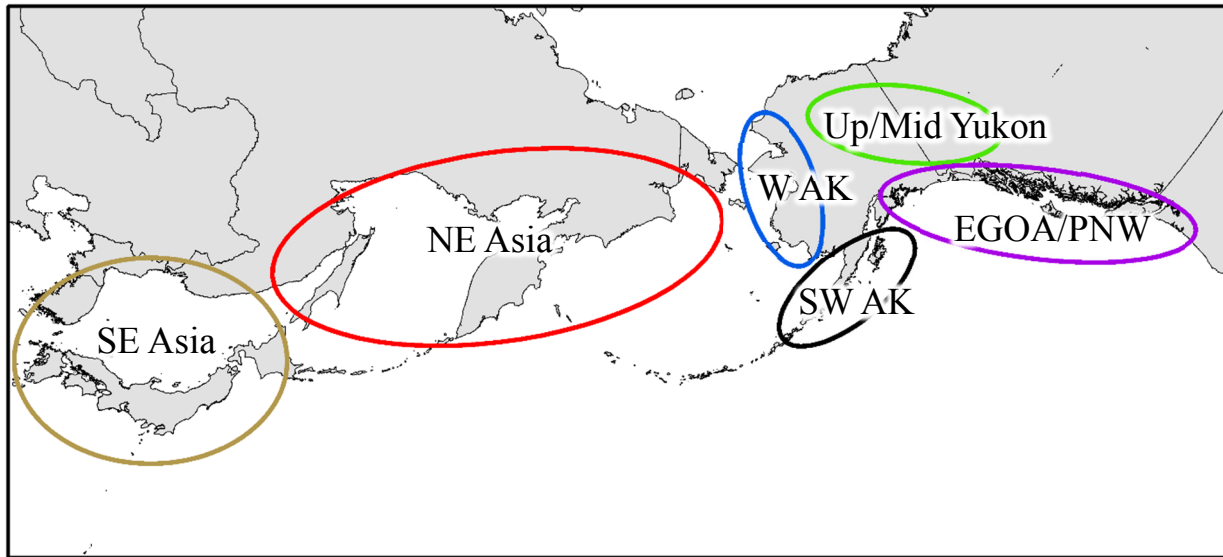 Up/Mid Yukon
W AK
NE Asia
EGOA/PNW
SW AK
SE Asia